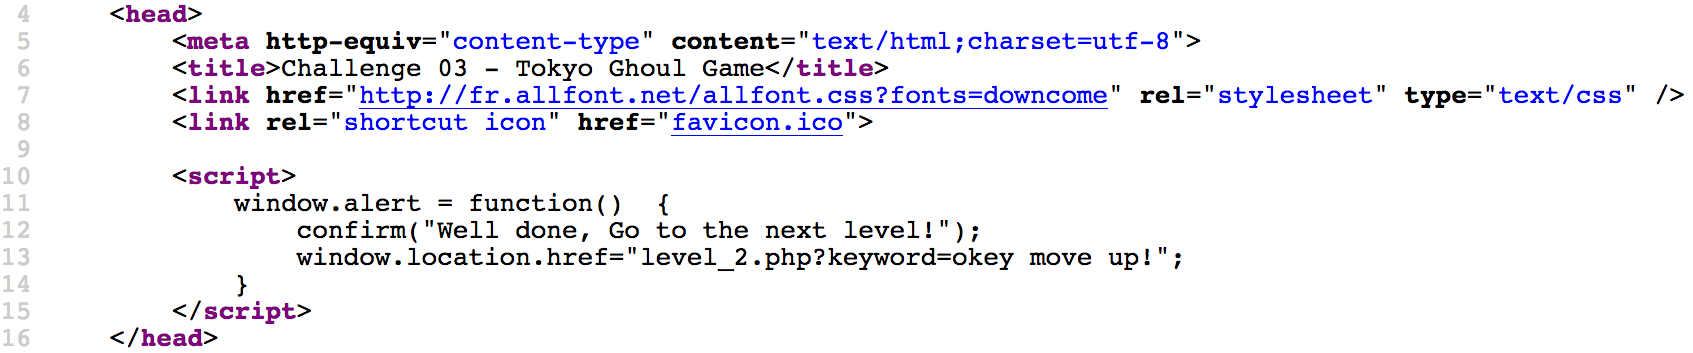 4 <head>
5 <meta http-equiv="content-type" content="text/html;charset=utf-8">
6 <title>Challenge 03 - Tokyo Ghoul Game</title>
7 <link href="http://fr.allfont.net/allfont.css?fonts=downcome" rel="stylesheet" type="text/css" />
8 <link rel="shortcut icon" href="favicon.ico">
9
10 <script>
11 window.alert = function()  {
12 confirm("Well done, Go to the next level!");
13 window.location.href="level_2.php?keyword=okey move up!";
14 }
15 </script>
16 </head>